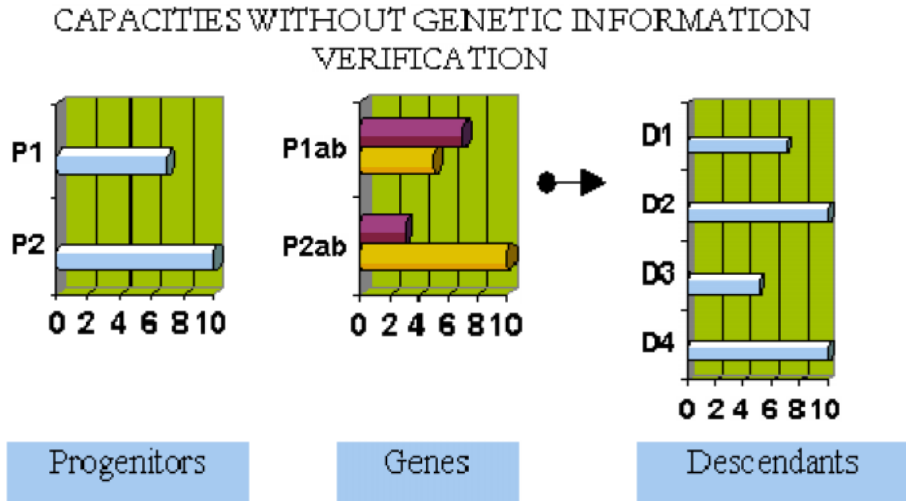 CAPACITIES WITHOUT GENETIC INFORMATION
VERIFICATION
P1
P2
0 2 4 6 8 10
P1ab
P2ab
0 2 4 6 8 10
D1
D2
D3
D4
0 2 4 6 8 10
Progenitors
Genes
Descendants